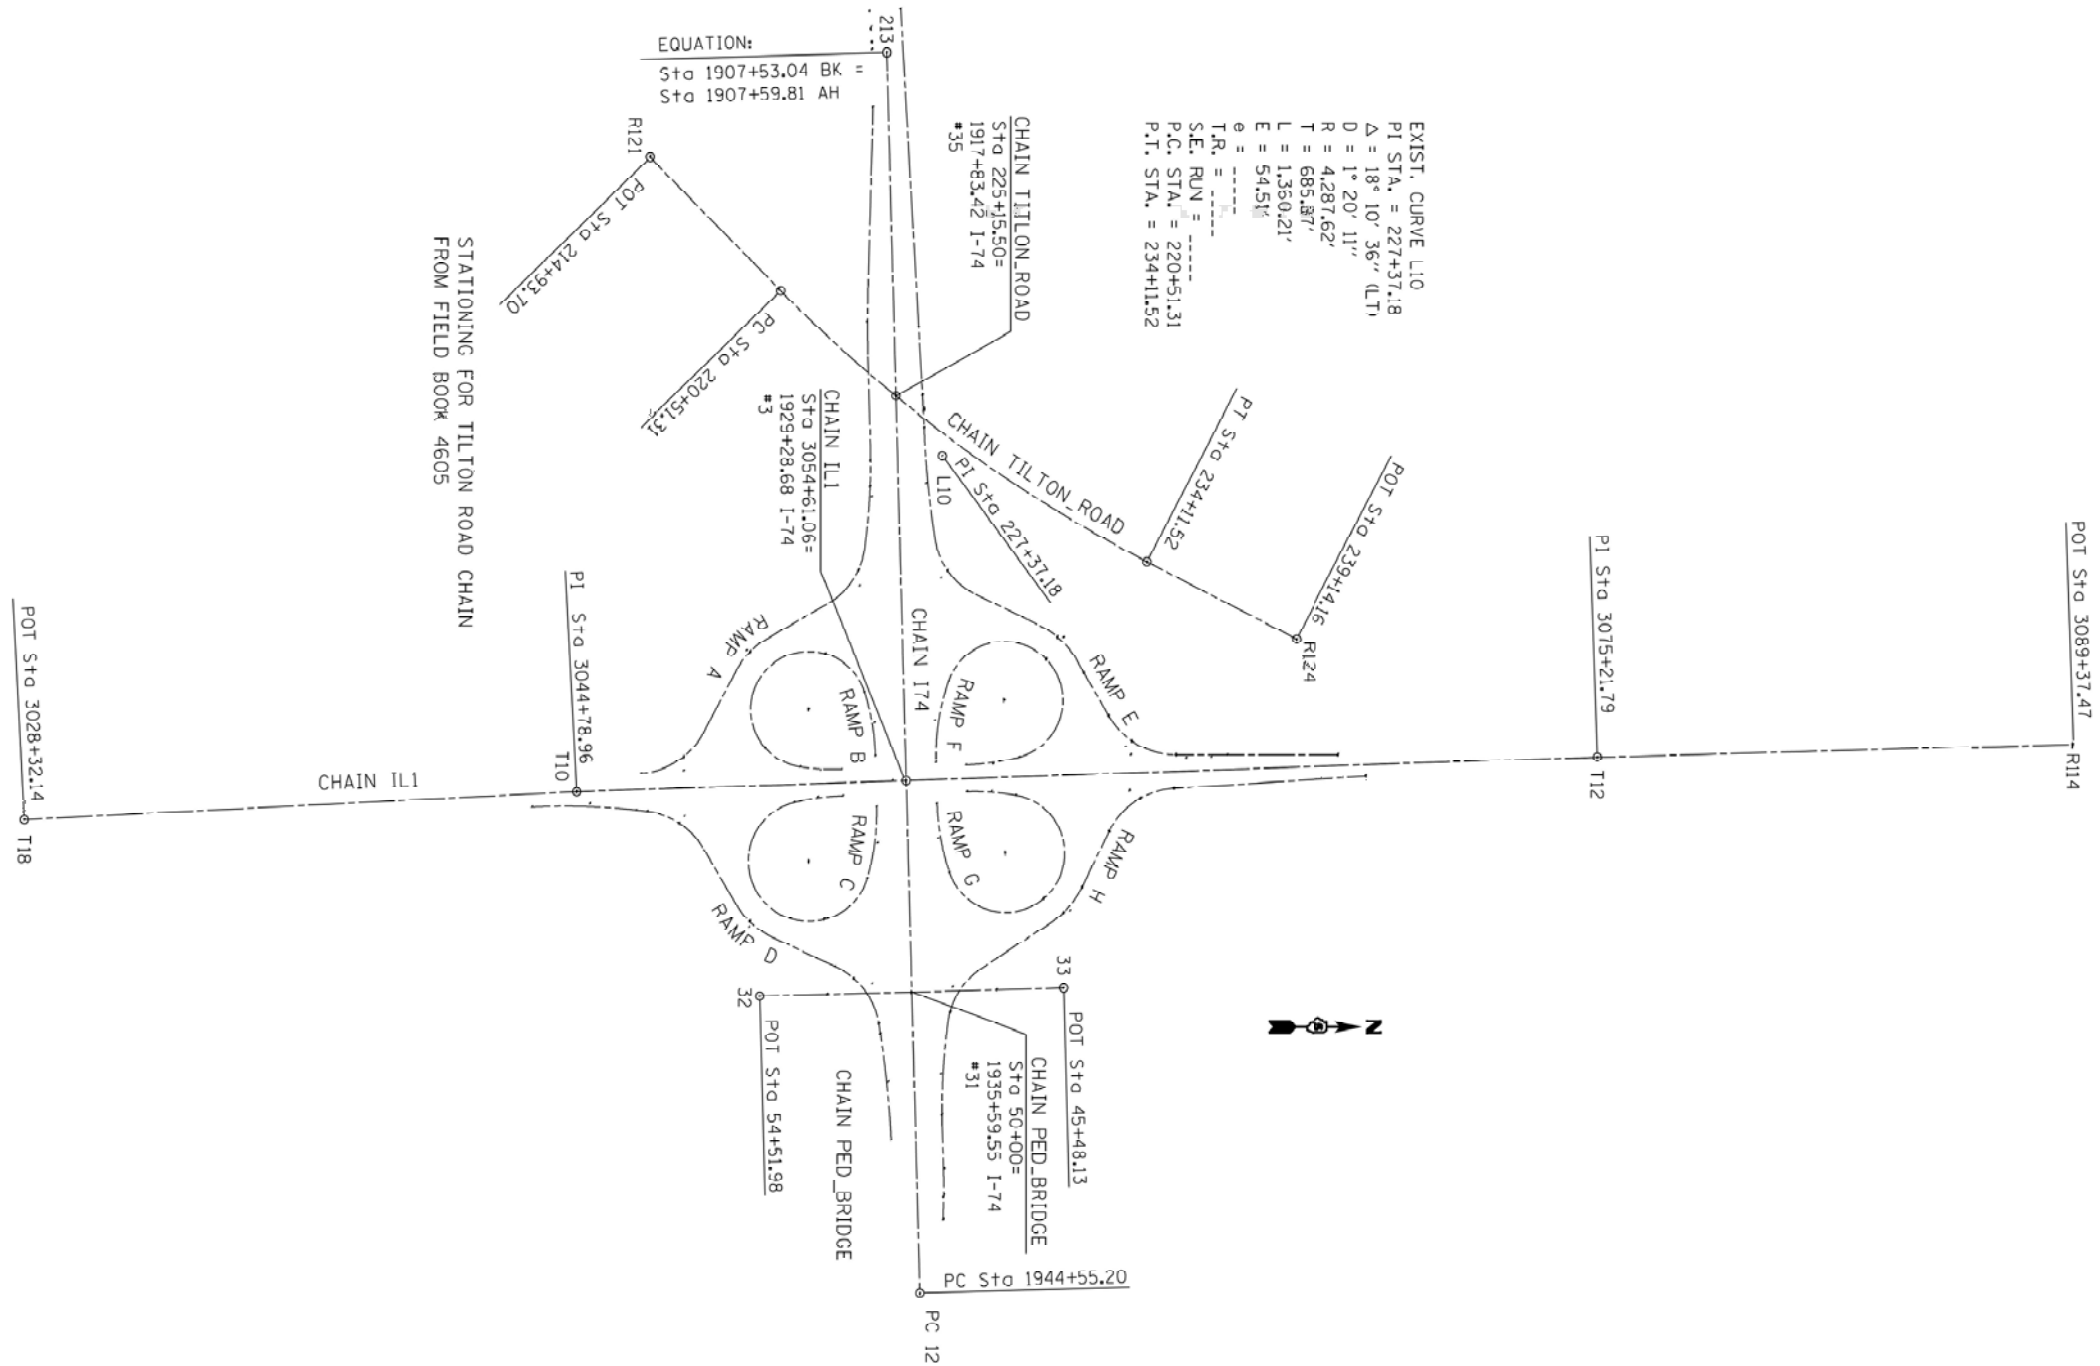 EQUATION:
Sta 1907+53.04 BK =
Sta 1907+59.81 AH
213
R121
POT Sta 214+93.70
PC Sta 220+51.31
CHAIN TITLON_ROAD
Sta 225+15.50=
1917+83.42 I-74
#35
EXIST. CURVE L10
PI STA. = 227+37.18
Δ = 18° 10' 36" (LT)
D = 1° 20' 11"
R = 4,287.62'
T = 685.87'
L = 1,360.21'
E = 54.51'
e = -----
T.R. = -----
S.E. RUN = -----
P.C. STA. = 220+51.31
P.T. STA. = 234+11.52
STATIONING FOR TILTON ROAD CHAIN
FROM FIELD BOOK 4605
CHAIN IL1
Sta 3054+61.06=
1929+28.68 I-74
#3
L10
PI Sta 227+37.18
CHAIN TILTON_ROAD
PT Sta 234+11.52
POT Sta 239+14.16
R124
PI Sta 3075+21.79
T12
POT Sta 3089+37.47
R114
POT Sta 3028+32.14
T18
PI Sta 3044+78.96
T10
CHAIN IL1
CHAIN I74
RAMP A
RAMP B
RAMP C
RAMP D
RAMP E
RAMP F
RAMP G
RAMP H
33
POT Sta 45+48.13
32
POT Sta 54+51.98
CHAIN PED_BRIDGE
CHAIN PED_BRIDGE
Sta 50+00=
1935+59.55 I-74
#31
PC Sta 1944+55.20
PC 12
N